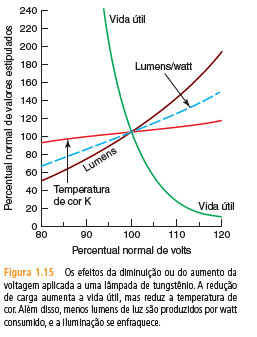 Percentual normal de valores estipulados
240
220
200
180
160
140
120
100
80
60
40
20
0
Vida útil
Lumens/watt
Lumens
Temperatura
de cor K
Vida útil
80 90 100 110 120
Percentual normal de volts
Figura 1.15 Os efeitos da diminuição ou do aumento da
voltagem aplicada a uma lâmpada de tungstênio. A redução
de carga aumenta a vida útil, mas reduz a temperatura de
cor. Além disso, menos lumens de luz são produzidos por watt
consumido, e a iluminação se enfraquece.